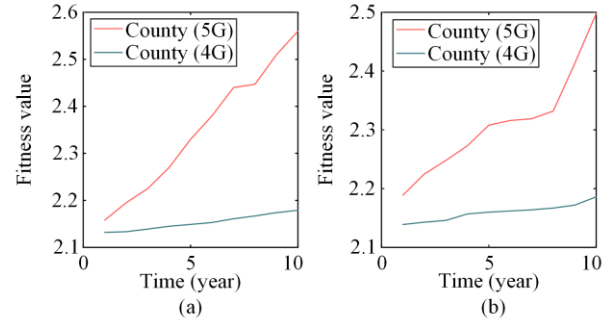 2.6
County (5G)
County (4G)
2.5
2.4
2.3
2.2
2.1
Fitness value
0
5
10
Time (year)
(a)
2.5
County (5G)
County (4G)
2.4
2.3
2.2
2.1
Fitness value
0
5
10
Time (year)
(b)